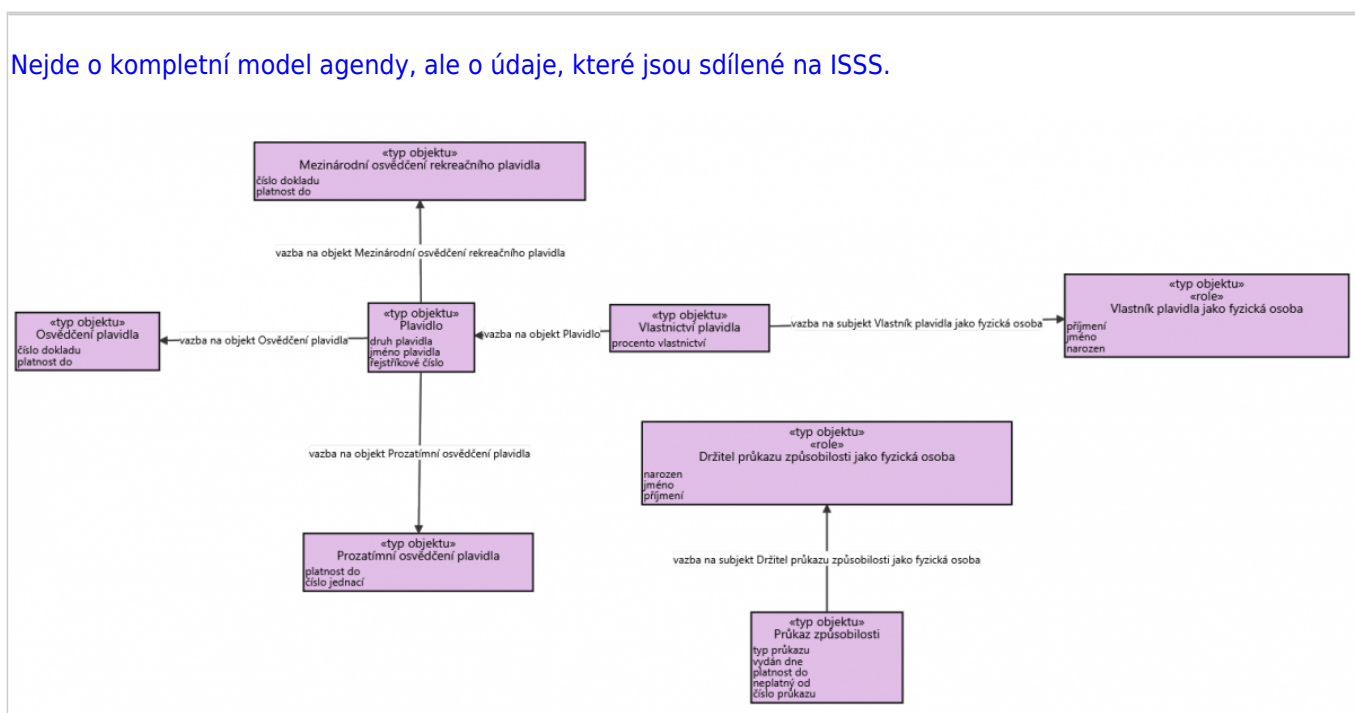 Nejde o kompletní model agendy, ale o údaje, které jsou sdílené na ISSS.
«typ objektu»
Mezinárodní osvědčení rekreačního plavidla
číslo dokladu
platnost do
vazba na objekt Mezinárodní osvědčení rekreačního plavidla
«typ objektu»
Osvědčení plavidla
číslo dokladu
platnost do
vazba na objekt Osvědčení plavidla
«typ objektu»
Plavidlo
druh plavidla
jméno plavidla
rejstříkové číslo
vazba na objekt Plavidlo
«typ objektu»
Vlastnictví plavidla
procento vlastnictví
vazba na subjekt Vlastník plavidla jako fyzická osoba
«typ objektu»
«role»
Vlastník plavidla jako fyzická osoba
příjmení
jméno
narozen
vazba na objekt Prozatímní osvědčení plavidla
«typ objektu»
Prozatímní osvědčení plavidla
platnost do
číslo jednací
«typ objektu»
«role»
Držitel průkazu způsobilosti jako fyzická osoba
narozen
jméno
příjmení
vazba na subjekt Držitel průkazu způsobilosti jako fyzická osoba
«typ objektu»
Průkaz způsobilosti
typ průkazu
vydán dne
platnost do
neplatný od
číslo průkazu